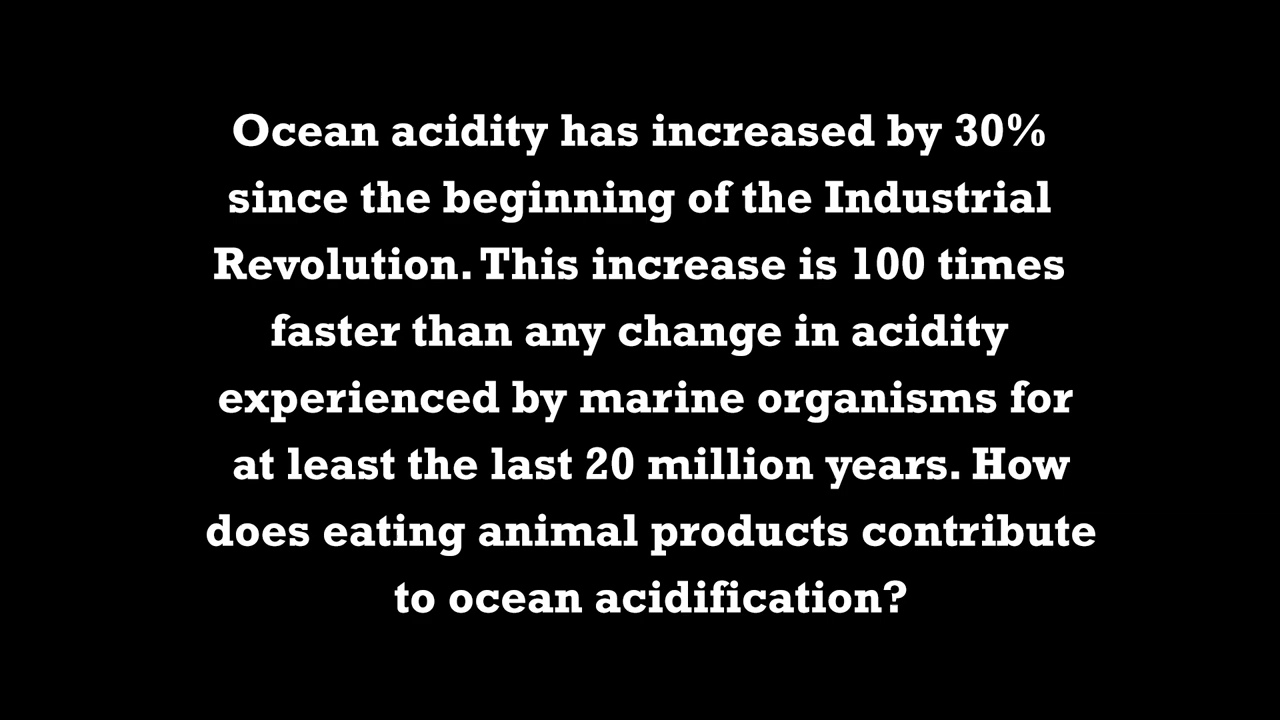 Ocean acidity has increased by 30%
since the beginning of the Industrial
Revolution. This increase is 100 times
faster than any change in acidity
experienced by marine organisms for
at least the last 20 million years. How
does eating animal products contribute
to ocean acidification?